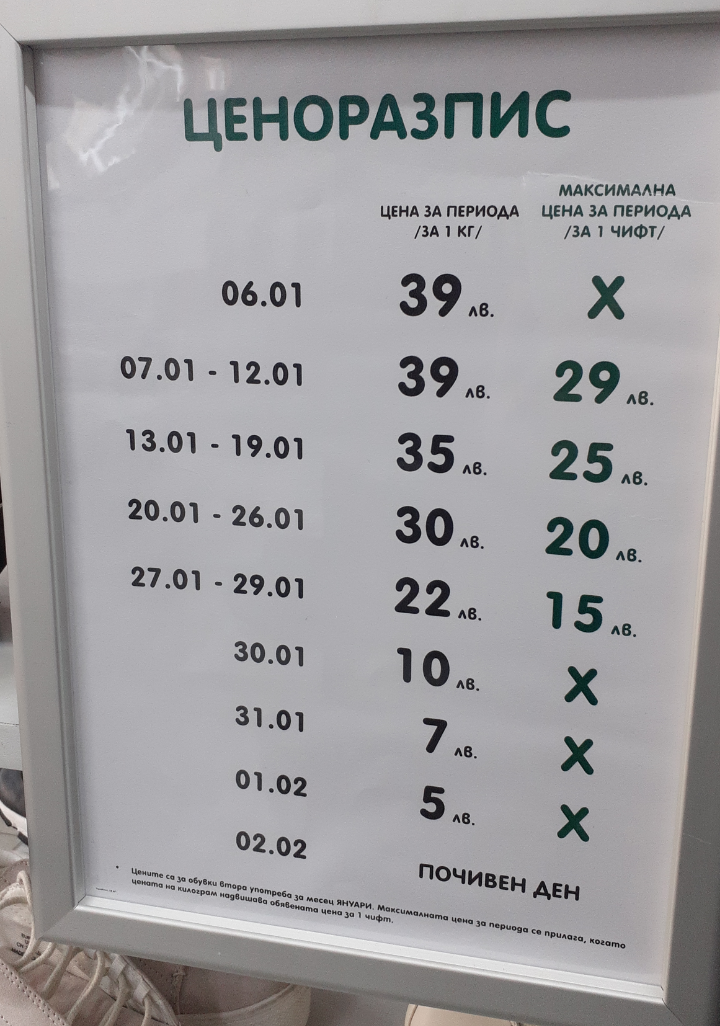 ЦЕНОРАЗПИС
ЦЕНА ЗА ПЕРИОДА
/ЗА 1 КГ/
МАКСИМАЛНА
ЦЕНА ЗА ПЕРИОДА
/ЗА 1 ЧИФТ/
06.01 39 лв. X
07.01 - 12.01 39 лв. 29 лв.
13.01 - 19.01 35 лв. 25 лв.
20.01 - 26.01 30 лв. 20 лв.
27.01 - 29.01 22 лв. 15 лв.
30.01 10 лв. X
31.01 7 лв. X
01.02 5 лв. X
02.02 ПОЧИВЕН ДЕН
* Цените са за обувки втора употреба за месец ЯНУАРИ. Максималната цена за периода се прилага, когато
цената на килограм надвишава обявената цена за 1 чифт.